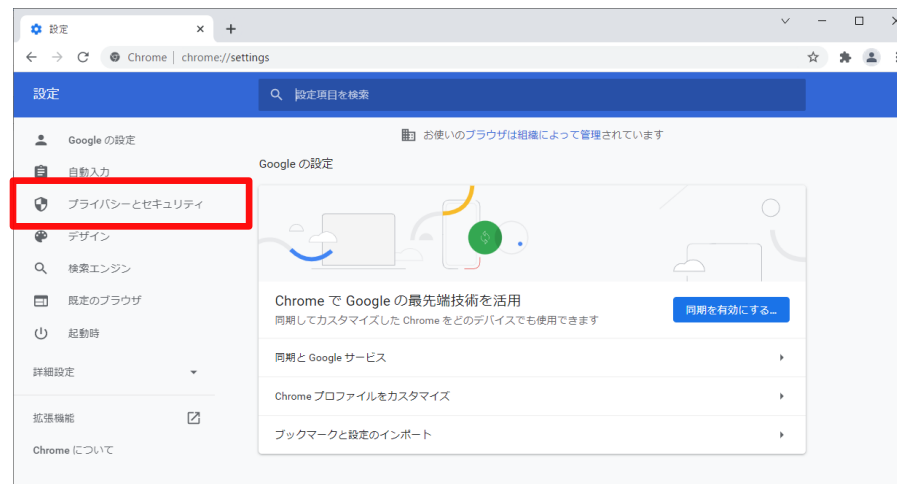 設定
Chrome | chrome://settings
設定
設定項目を検索
お使いのブラウザは組織によって管理されています
Google の設定
自動入力
プライバシーとセキュリティ
デザイン
検索エンジン
既定のブラウザ
起動時
詳細設定
拡張機能
Chrome について
Google の設定
Chrome で Google の最先端技術を活用
同期してカスタマイズした Chrome をどのデバイスでも使用できます
同期を有効にする...
同期と Google サービス
Chrome プロファイルをカスタマイズ
ブックマークと設定のインポート